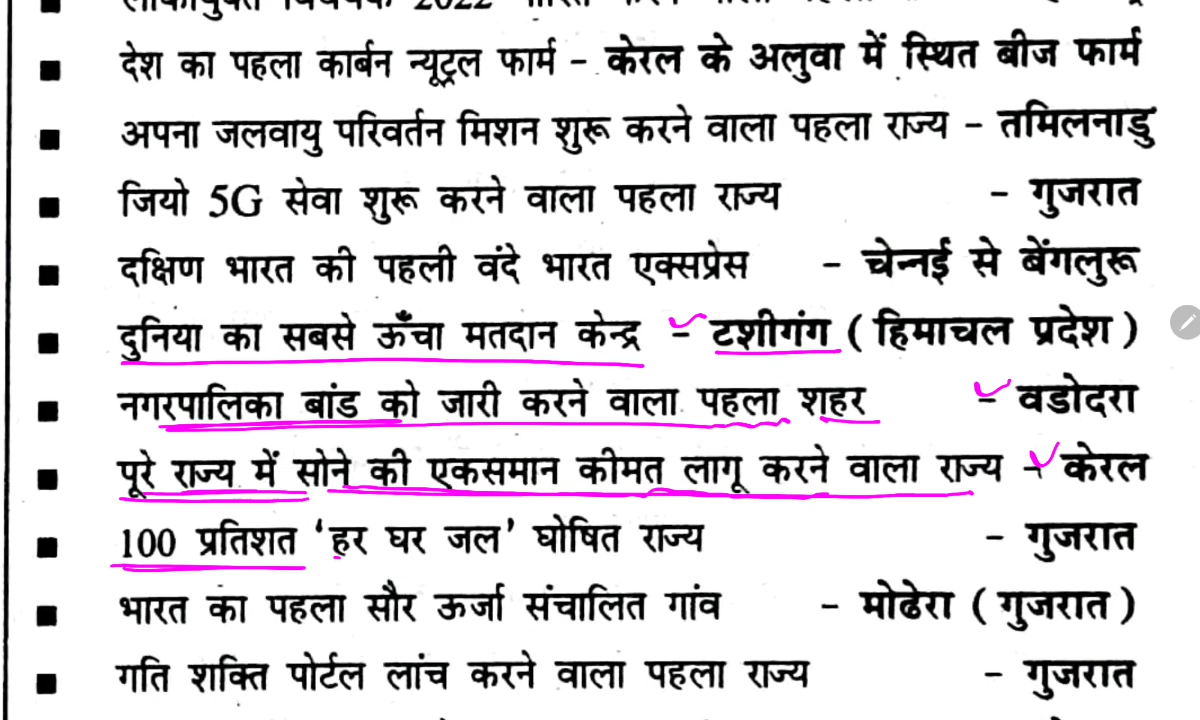 लोकायुक्त विधेयक 2022
■ देश का पहला कार्बन न्यूट्रल फार्म - केरल के अलुवा में स्थित बीज फार्म
■ अपना जलवायु परिवर्तन मिशन शुरू करने वाला पहला राज्य - तमिलनाडु
■ जियो 5G सेवा शुरू करने वाला पहला राज्य - गुजरात
■ दक्षिण भारत की पहली वंदे भारत एक्सप्रेस - चेन्नई से बेंगलुरू
■ दुनिया का सबसे ऊँचा मतदान केन्द्र - टशीगंग ( हिमाचल प्रदेश )
■ नगरपालिका बांड को जारी करने वाला पहला शहर - वडोदरा
■ पूरे राज्य में सोने की एकसमान कीमत लागू करने वाला राज्य - केरल
■ 100 प्रतिशत ‘हर घर जल’ घोषित राज्य - गुजरात
■ भारत का पहला सौर ऊर्जा संचालित गांव - मोढेरा ( गुजरात )
■ गति शक्ति पोर्टल लांच करने वाला पहला राज्य - गुजरात